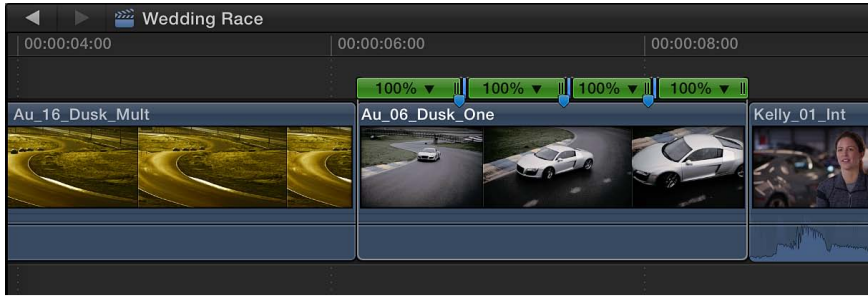 Wedding Race
00:00:04:00 00:00:06:00 00:00:08:00
100% ▼ 100% ▼ 100% ▼ 100% ▼
Au_16_Dusk_Mult Au_06_Dusk_One Kelly_01_Int